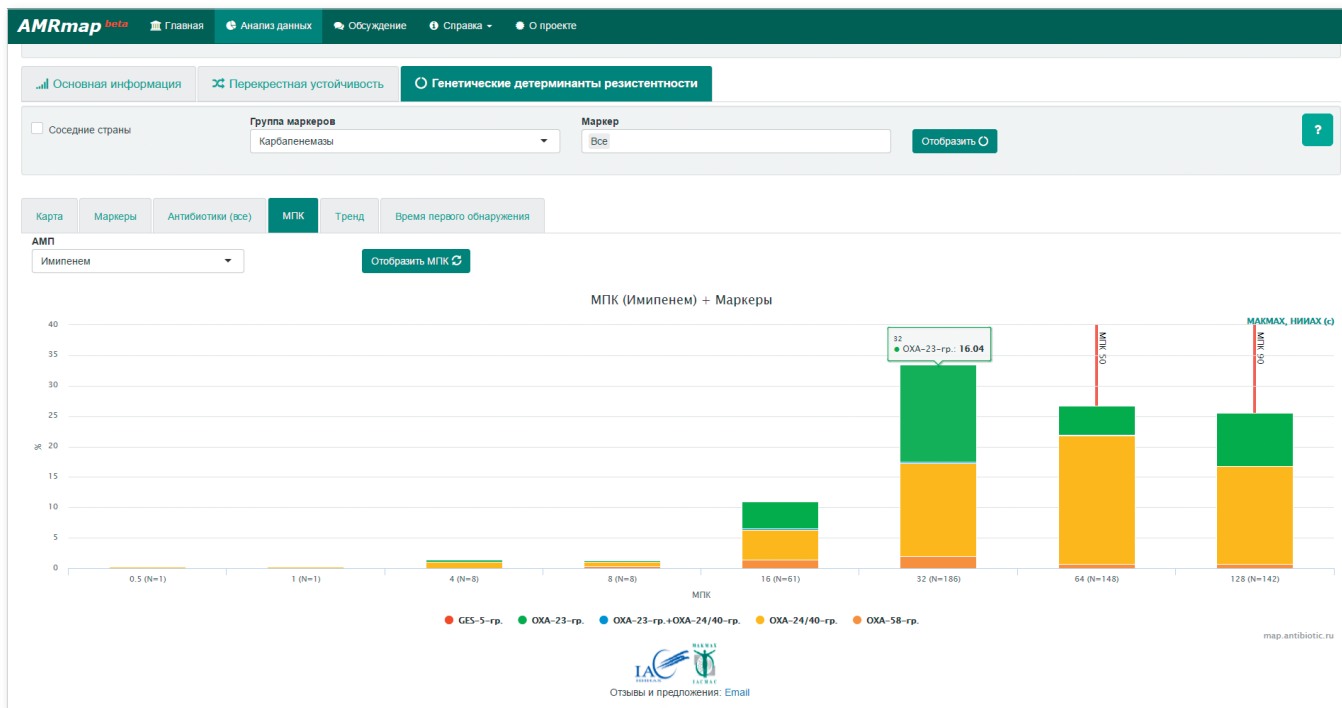 AMRmap beta Главная Анализ данных Обсуждение Справка О проекте
Основная информация Перекрестная устойчивость Генетические детерминанты резистентности
Соседние страны
Группа маркеров
Карбапенемазы
Маркер
Все
Отобразить
?
Карта Маркеры Антибиотики (все) МПК Тренд Время первого обнаружения
АМП
Имипенем
Отобразить МПК
МПК (Имипенем) + Маркеры
МАКМАХ, НИИАХ (c)
40
35
30
25
20
15
10
5
0
%
32
OXA-23-гр.: 16.04
МПК 50
МПК 90
0.5 (N=1) 1 (N=1) 4 (N=8) 8 (N=8) 16 (N=61) 32 (N=186) 64 (N=148) 128 (N=142)
МПК
GES-5-гр. OXA-23-гр. OXA-23-гр.+OXA-24/40-гр. OXA-24/40-гр. OXA-58-гр.
map.antibiotic.ru
МАКМАХ
IAC
IACMAC
Отзывы и предложения: Email